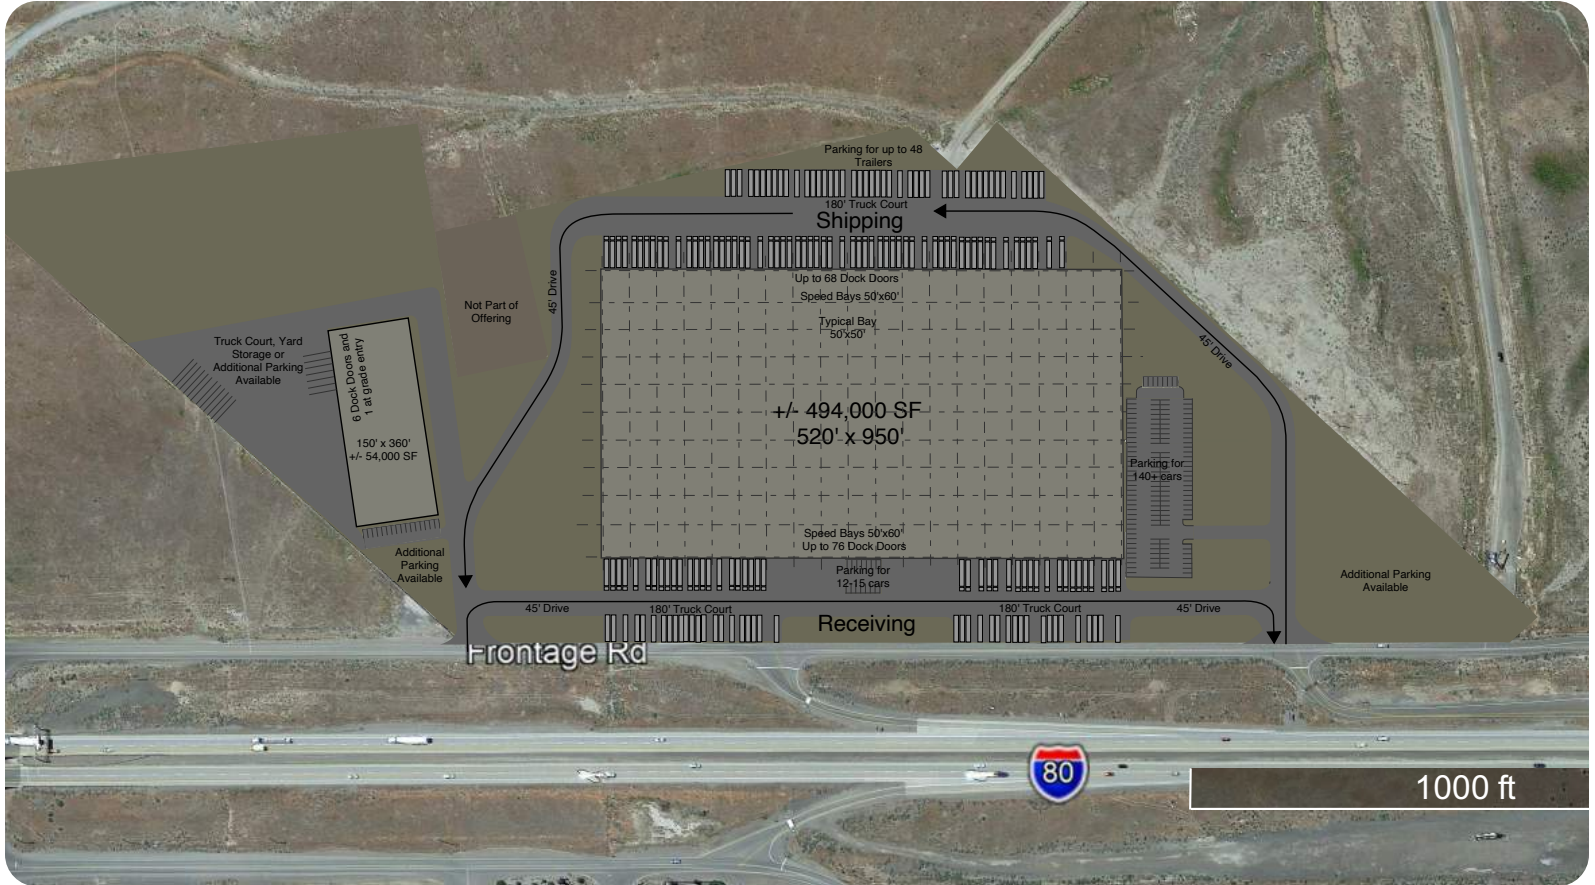 Parking for up to 48
Trailers
180' Truck Court
Shipping
Up to 68 Dock Doors
Speed Bays 50'x60'
Typical Bay
50'x50'
45' Drive
Not Part of
Offering
45' Drive
Truck Court, Yard
Storage or
Additional Parking
Available
6 Dock Doors and
1 at grade entry
150' x 360'
+/- 54,000 SF
+/- 494,000 SF
520' x 950'
Parking for
140+ cars
Speed Bays 50'x60'
Up to 76 Dock Doors
Additional
Parking
Available
Parking for
12-15 cars
Additional Parking
Available
45' Drive
180' Truck Court
180' Truck Court
45' Drive
Receiving
Frontage Rd
80
1000 ft